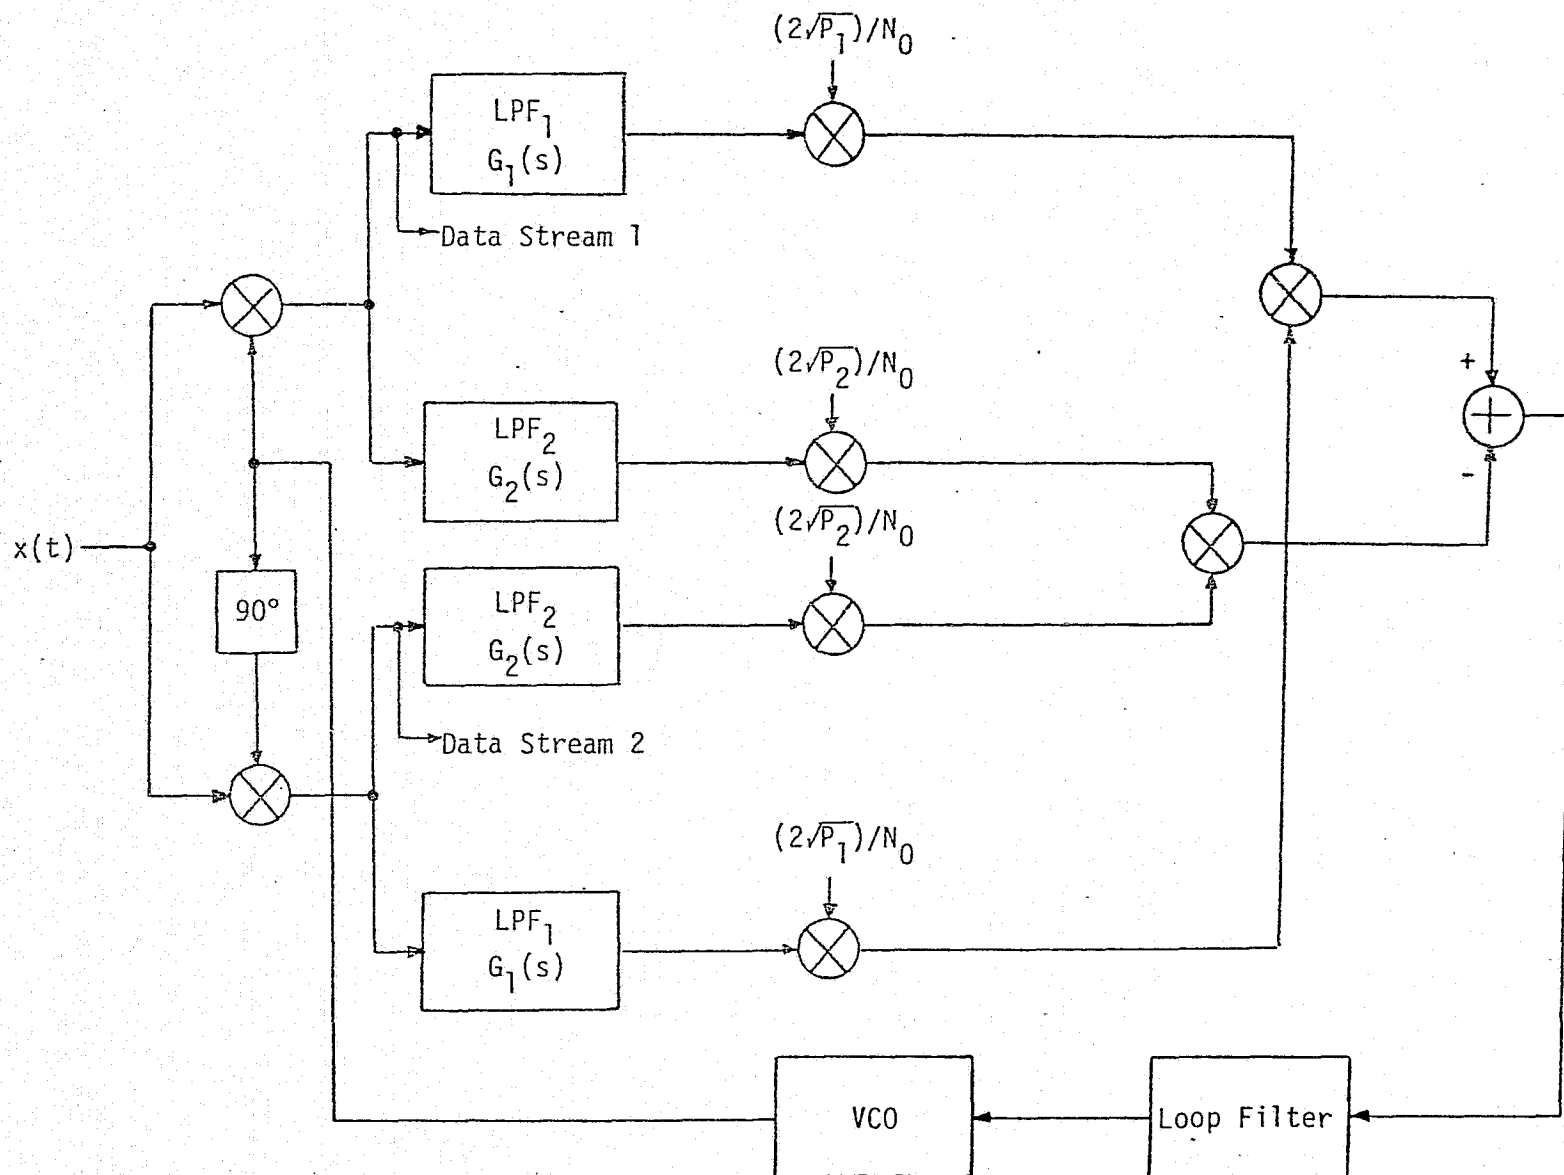 (2√P1)/N0
LPF1
G1(s)
Data Stream 1
(2√P2)/N0
LPF2
G2(s)
+
-
(2√P2)/N0
x(t)
90°
LPF2
G2(s)
Data Stream 2
(2√P1)/N0
LPF1
G1(s)
VCO
Loop Filter